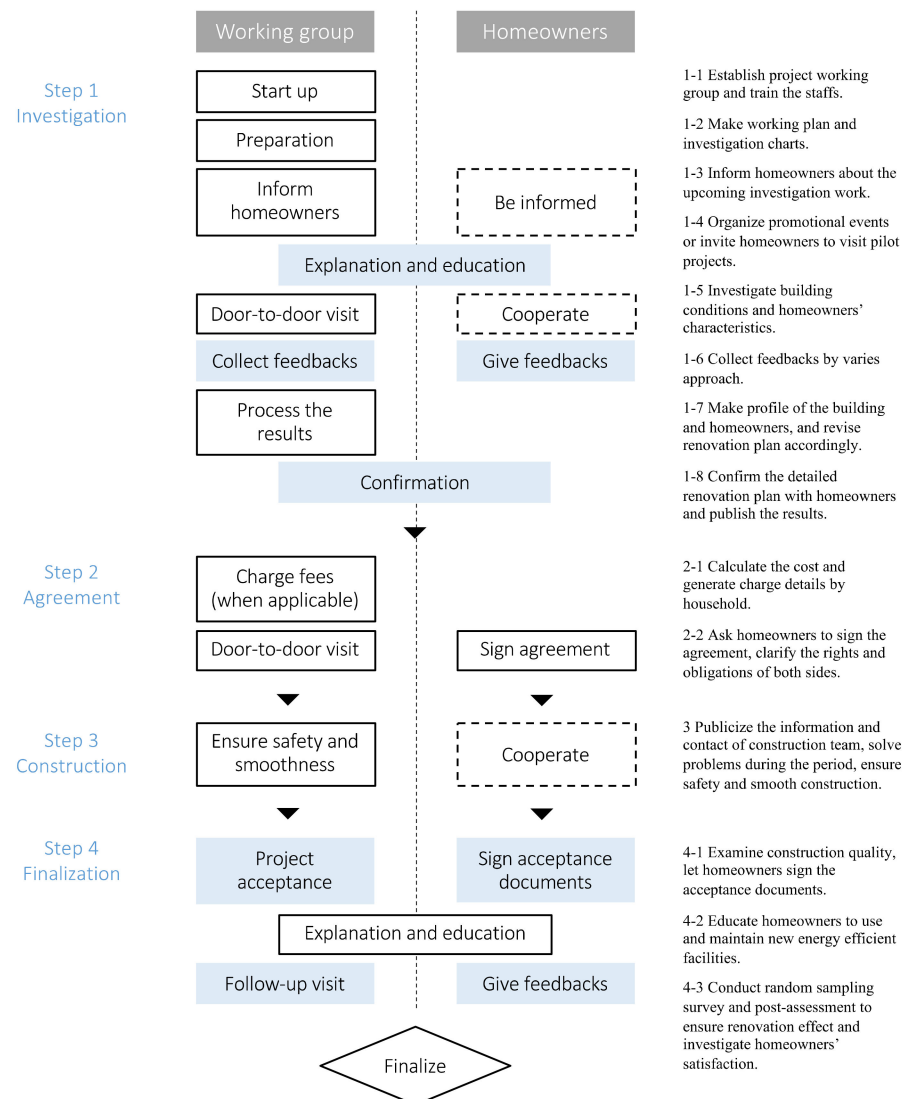 Working group
Homeowners
Step 1
Investigation
Start up
1-1 Establish project working
group and train the staffs.
Preparation
1-2 Make working plan and
investigation charts.
Inform
homeowners
Be informed
1-3 Inform homeowners about the
upcoming investigation work.
1-4 Organize promotional events
or invite homeowners to visit pilot
projects.
Explanation and education
Door-to-door visit
Cooperate
1-5 Investigate building
conditions and homeowners’
characteristics.
Collect feedbacks
Give feedbacks
1-6 Collect feedbacks by varies
approach.
Process the
results
1-7 Make profile of the building
and homeowners, and revise
renovation plan accordingly.
Confirmation
1-8 Confirm the detailed
renovation plan with homeowners
and publish the results.
Step 2
Agreement
Charge fees
(when applicable)
2-1 Calculate the cost and
generate charge details by
household.
Door-to-door visit
Sign agreement
2-2 Ask homeowners to sign the
agreement, clarify the rights and
obligations of both sides.
Step 3
Construction
Ensure safety and
smoothness
Cooperate
3 Publicize the information and
contact of construction team, solve
problems during the period, ensure
safety and smooth construction.
Step 4
Finalization
Project
acceptance
Sign acceptance
documents
4-1 Examine construction quality,
let homeowners sign the
acceptance documents.
Explanation and education
4-2 Educate homeowners to use
and maintain new energy efficient
facilities.
Follow-up visit
Give feedbacks
4-3 Conduct random sampling
survey and post-assessment to
ensure renovation effect and
investigate homeowners’
satisfaction.
Finalize